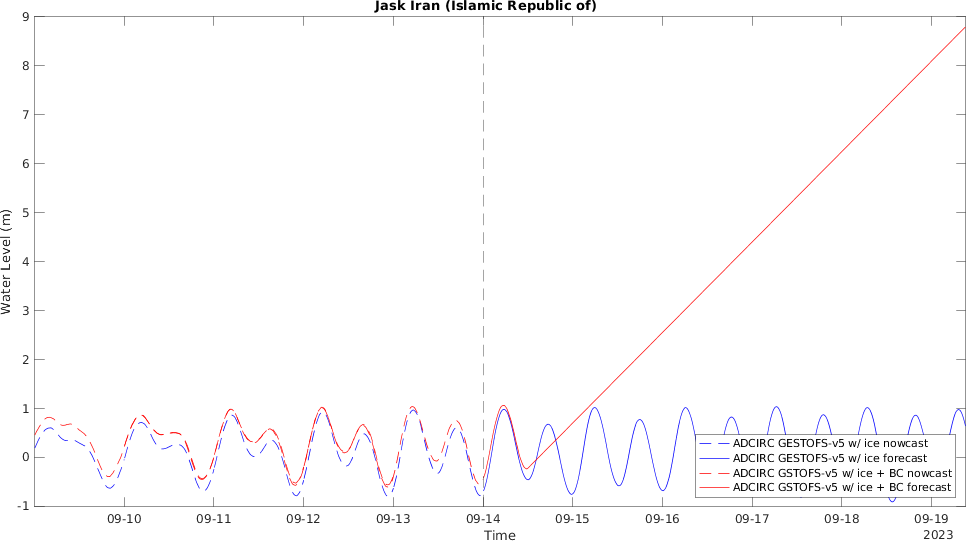 Jask Iran (Islamic Republic of)
9
8
7
6
5
4
3
2
1
0
-1
Water Level (m)
ADCIRC GESTOFS-v5 w/ ice nowcast
ADCIRC GESTOFS-v5 w/ ice forecast
ADCIRC GSTOFS-v5 w/ ice + BC nowcast
ADCIRC GSTOFS-v5 w/ ice + BC forecast
09-10 09-11 09-12 09-13 09-14 09-15 09-16 09-17 09-18 09-19
Time
2023